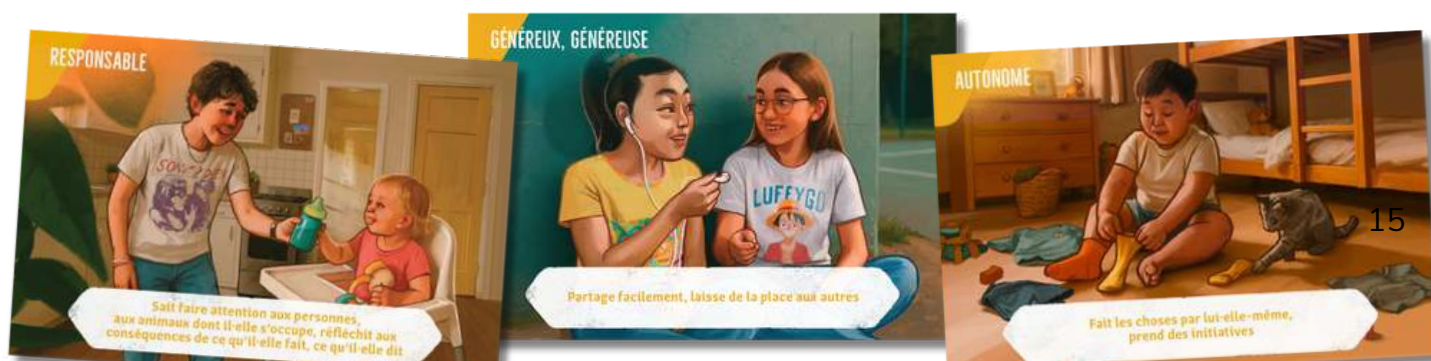 RESPONSABLE
Sait faire attention aux personnes,
aux animaux dont il·elle s'occupe, réfléchit aux
conséquences de ce qu'il·elle fait, ce qu'il·elle dit
GÉNÉREUX, GÉNÉREUSE
LUFFYGO
Partage facilement, laisse de la place aux autres
AUTONOME
Fait les choses par lui·elle-même,
prend des initiatives
15